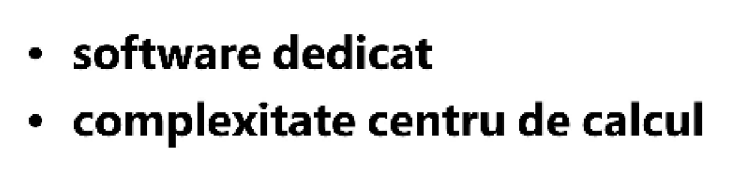 • software dedicat
• complexitate centru de calcul